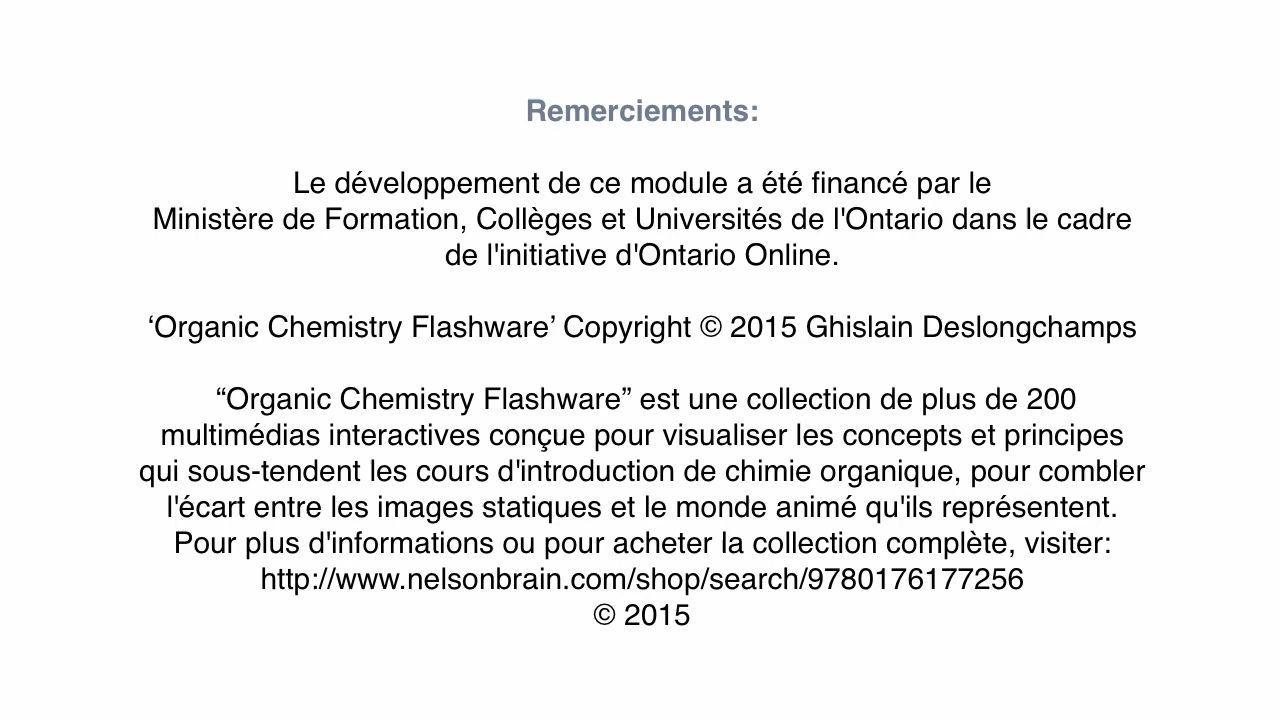 Remerciements:
Le développement de ce module a été financé par le
Ministère de Formation, Collèges et Universités de l'Ontario dans le cadre
de l'initiative d'Ontario Online.
‘Organic Chemistry Flashware’ Copyright © 2015 Ghislain Deslongchamps
“Organic Chemistry Flashware” est une collection de plus de 200
multimédias interactives conçue pour visualiser les concepts et principes
qui sous-tendent les cours d'introduction de chimie organique, pour combler
l'écart entre les images statiques et le monde animé qu'ils représentent.
Pour plus d'informations ou pour acheter la collection complète, visiter:
http://www.nelsonbrain.com/shop/search/9780176177256
© 2015